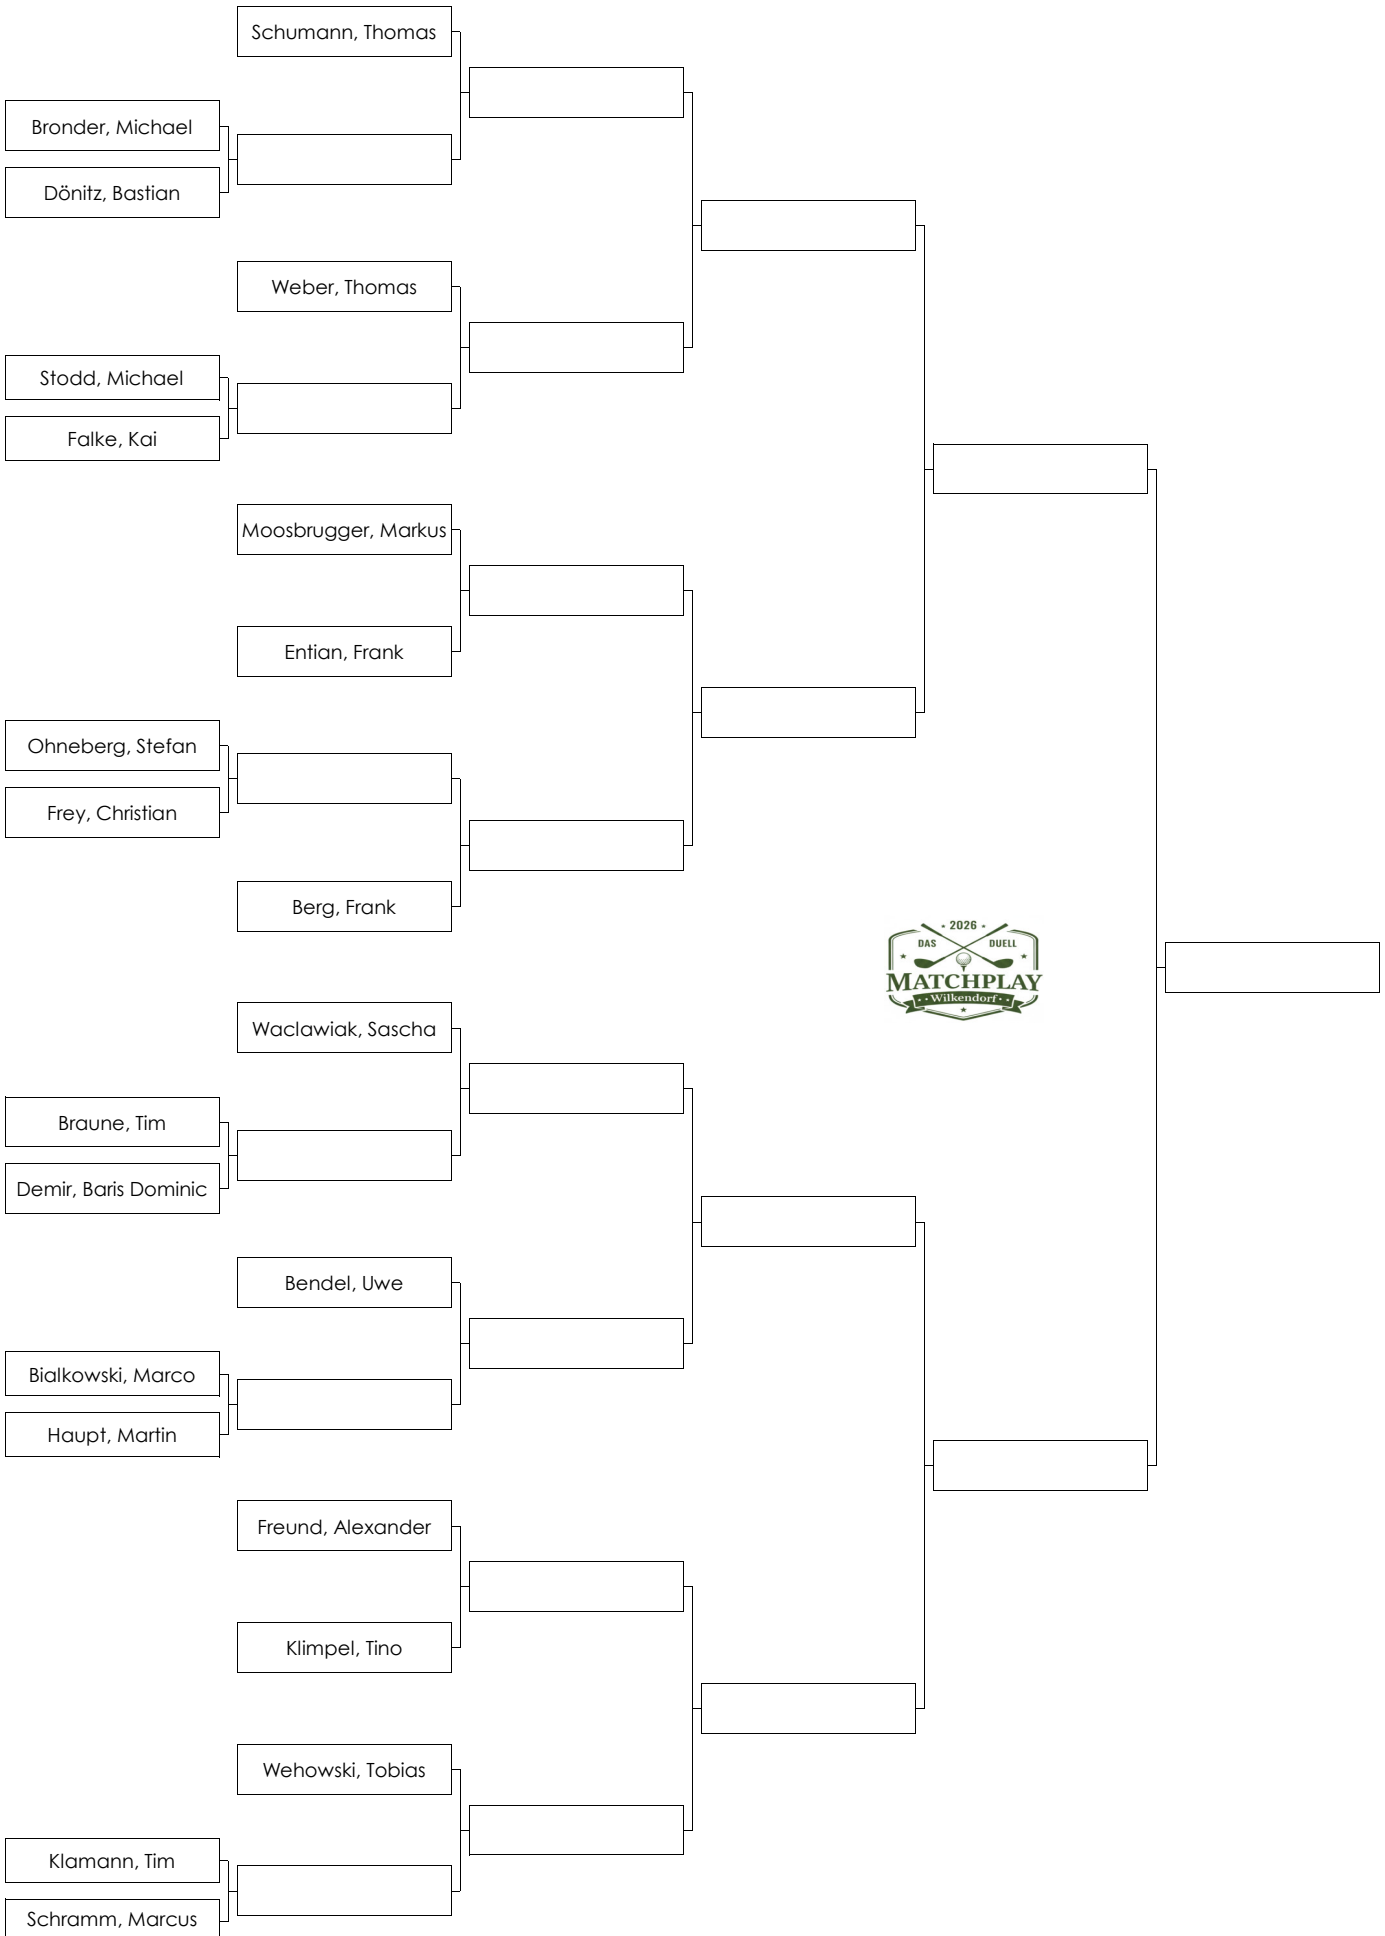 Schumann, Thomas
Bronder, Michael
Dönitz, Bastian
Weber, Thomas
Stodd, Michael
Falke, Kai
Moosbrugger, Markus
Entian, Frank
Ohneberg, Stefan
Frey, Christian
Berg, Frank
2026
DAS DUELL
MATCHPLAY
Wilkendorf
Waclawiak, Sascha
Braune, Tim
Demir, Baris Dominic
Bendel, Uwe
Bialkowski, Marco
Haupt, Martin
Freund, Alexander
Klimpel, Tino
Wehowski, Tobias
Klamann, Tim
Schramm, Marcus